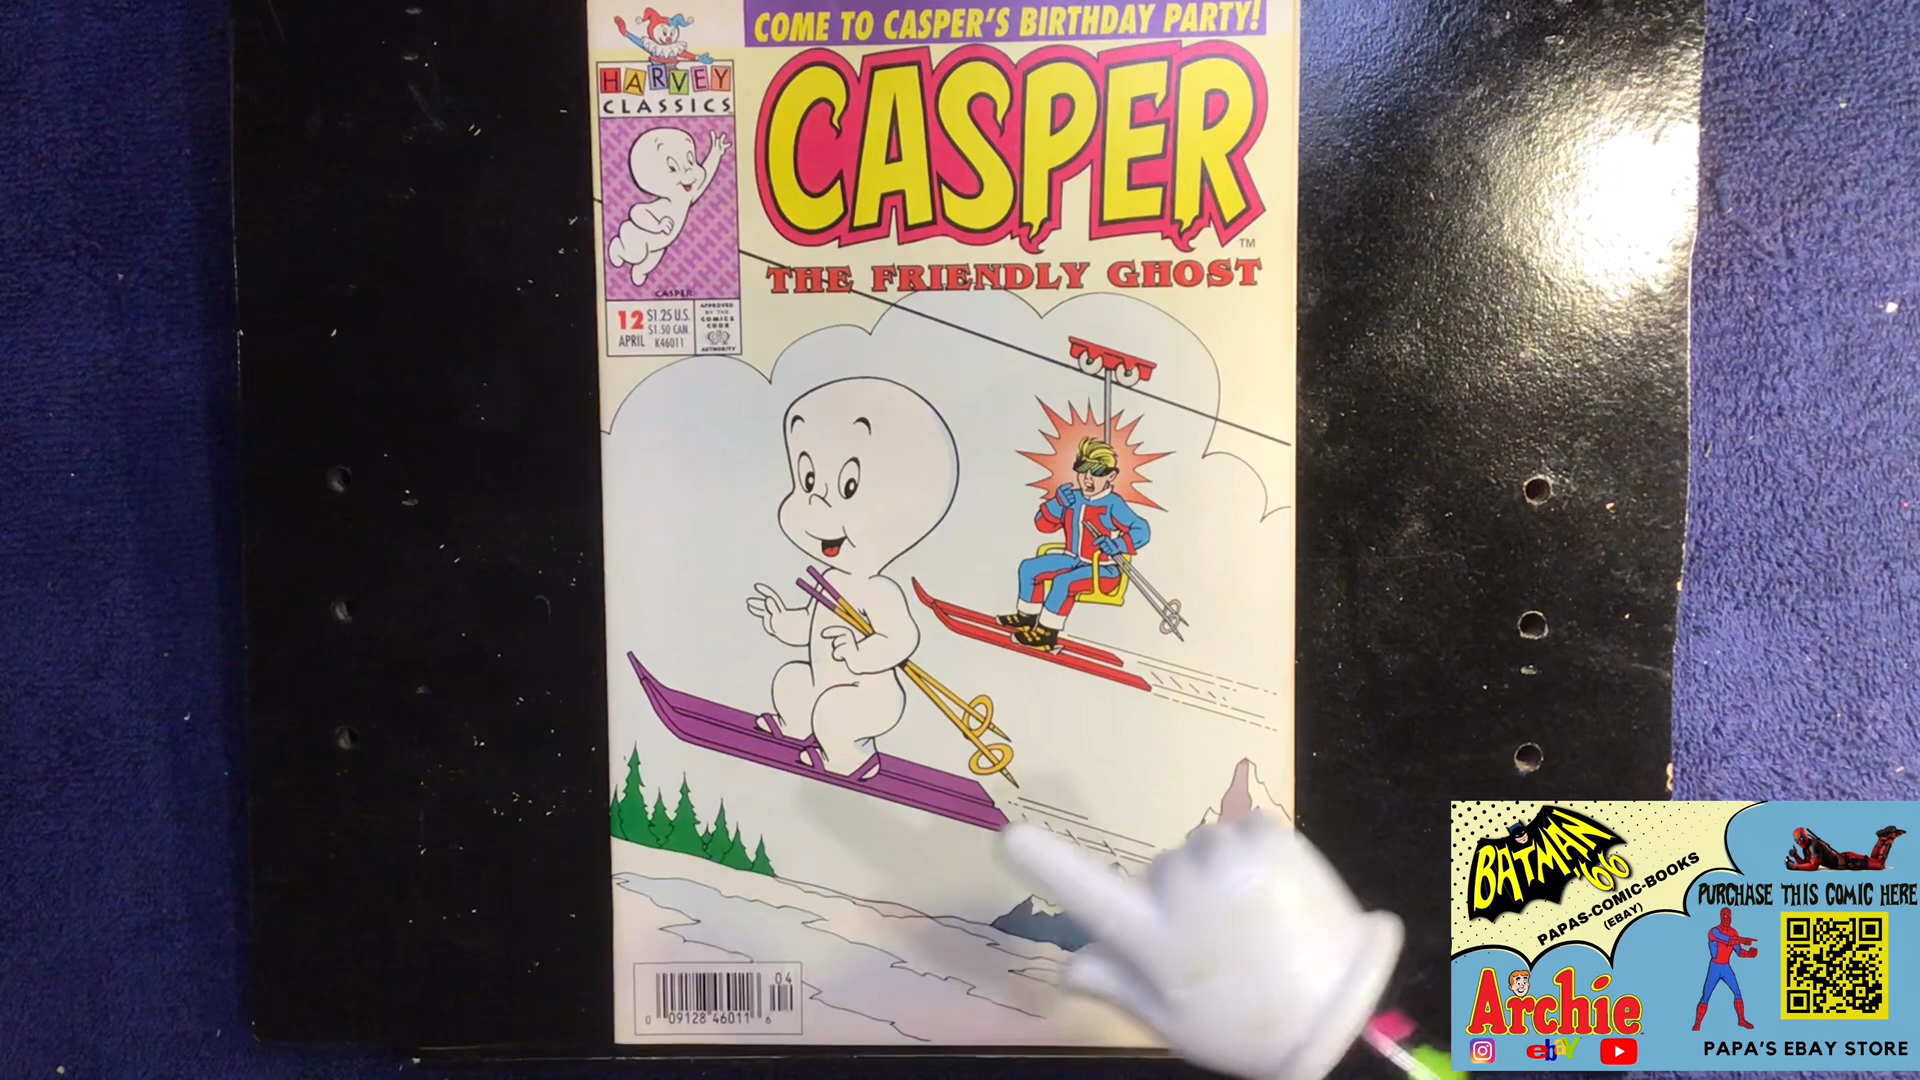 COME TO CASPER'S BIRTHDAY PARTY!
HARVEY
CLASSICS
CASPER
TM
THE FRIENDLY GHOST
CASPER
12 $1.25 U.S.
$1.50 CAN.
APRIL K46011
APPROVED
BY THE
COMICS
CODE
AUTHORITY
04
0 09128 46011 6
BATMAN '66
PAPAS-COMIC-BOOKS
(EBAY)
PURCHASE THIS COMIC HERE
Archie
ebay
PAPA'S EBAY STORE